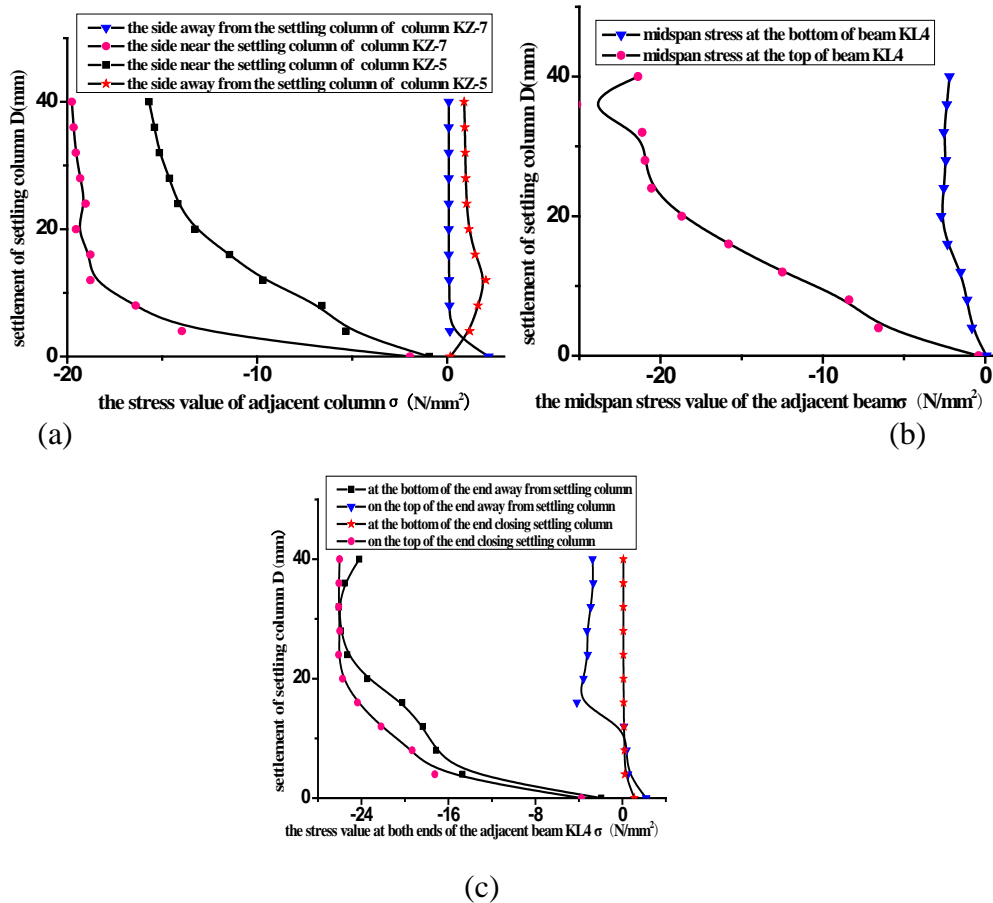 the side away from the settling column of column KZ-7
the side near the settling column of column KZ-7
the side near the settling column of column KZ-5
the side away from the settling column of column KZ-5
settlement of settling column D(mm)
40
20
0
-20
-10
0
the stress value of adjacent column σ (N/mm²)
(a)
midspan stress at the bottom of beam KL4
midspan stress at the top of beam KL4
settlement of settling column D(mm)
40
20
0
-20
-10
0
the midspan stress value of the adjacent beamσ (N/mm²)
(b)
at the bottom of the end away from settling column
on the top of the end away from settling column
at the bottom of the end closing settling column
on the top of the end closing settling column
settlement of settling column D (mm)
40
20
0
-24
-16
-8
0
the stress value at both ends of the adjacent beam KL4 σ (N/mm²)
(c)